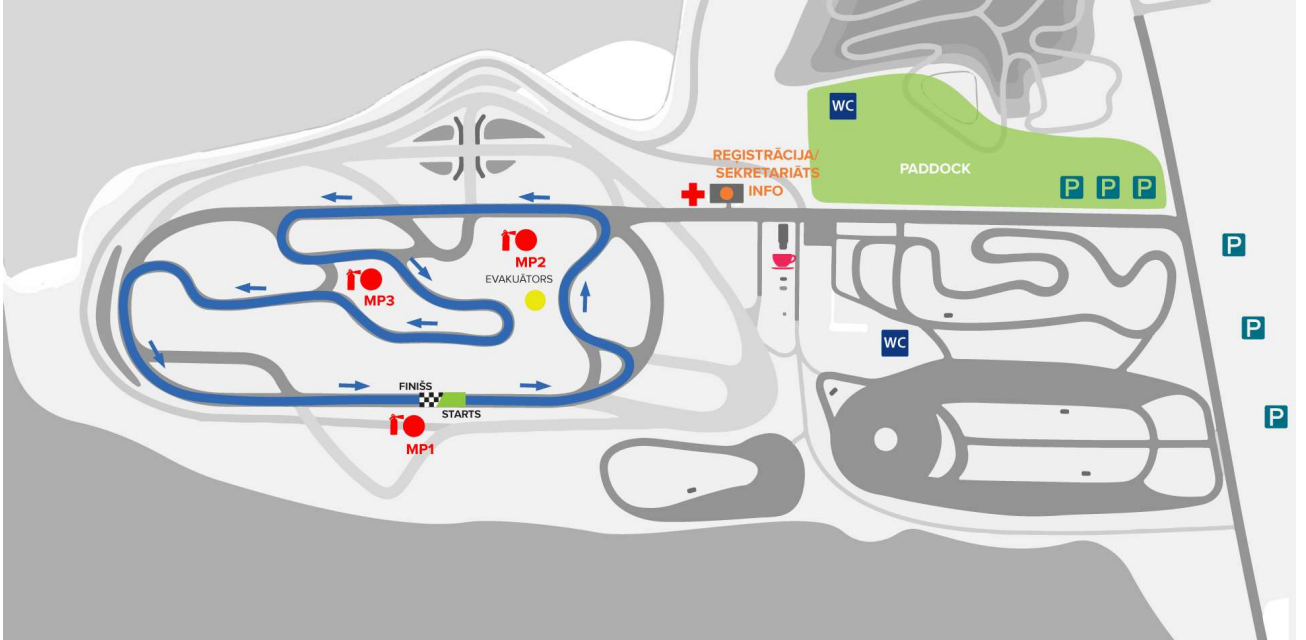 WC
REĢISTRĀCIJA/
SEKRETARIĀTS
INFO
PADDOCK
P P P
P
MP2
EVAKUĀTORS
MP3
P
WC
FINIŠS
STARTS
P
MP1